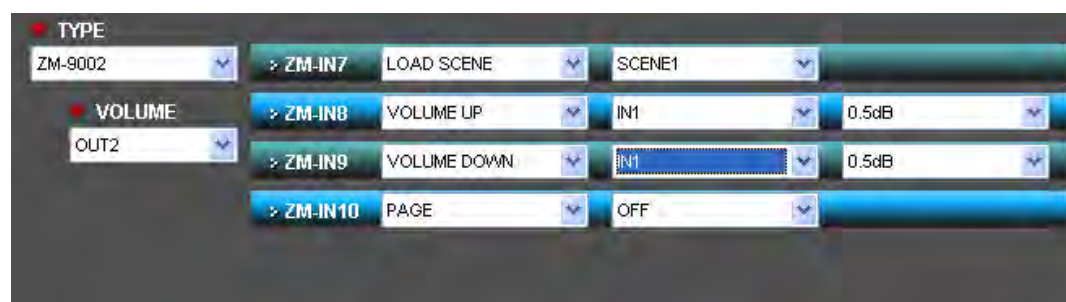 TYPE
ZM-9002
> ZM-IN7 LOAD SCENE SCENE1
VOLUME
> ZM-IN8 VOLUME UP IN1 0.5dB
OUT2
> ZM-IN9 VOLUME DOWN IN1 0.5dB
> ZM-IN10 PAGE OFF